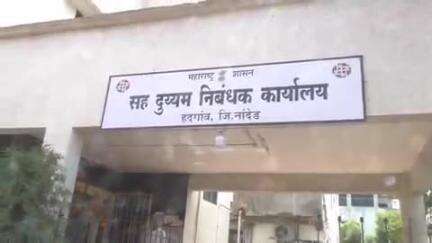 महाराष्ट्र शासन
सह दुय्यम निबंधक कार्यालय
हदगांव, जि.नांदेड